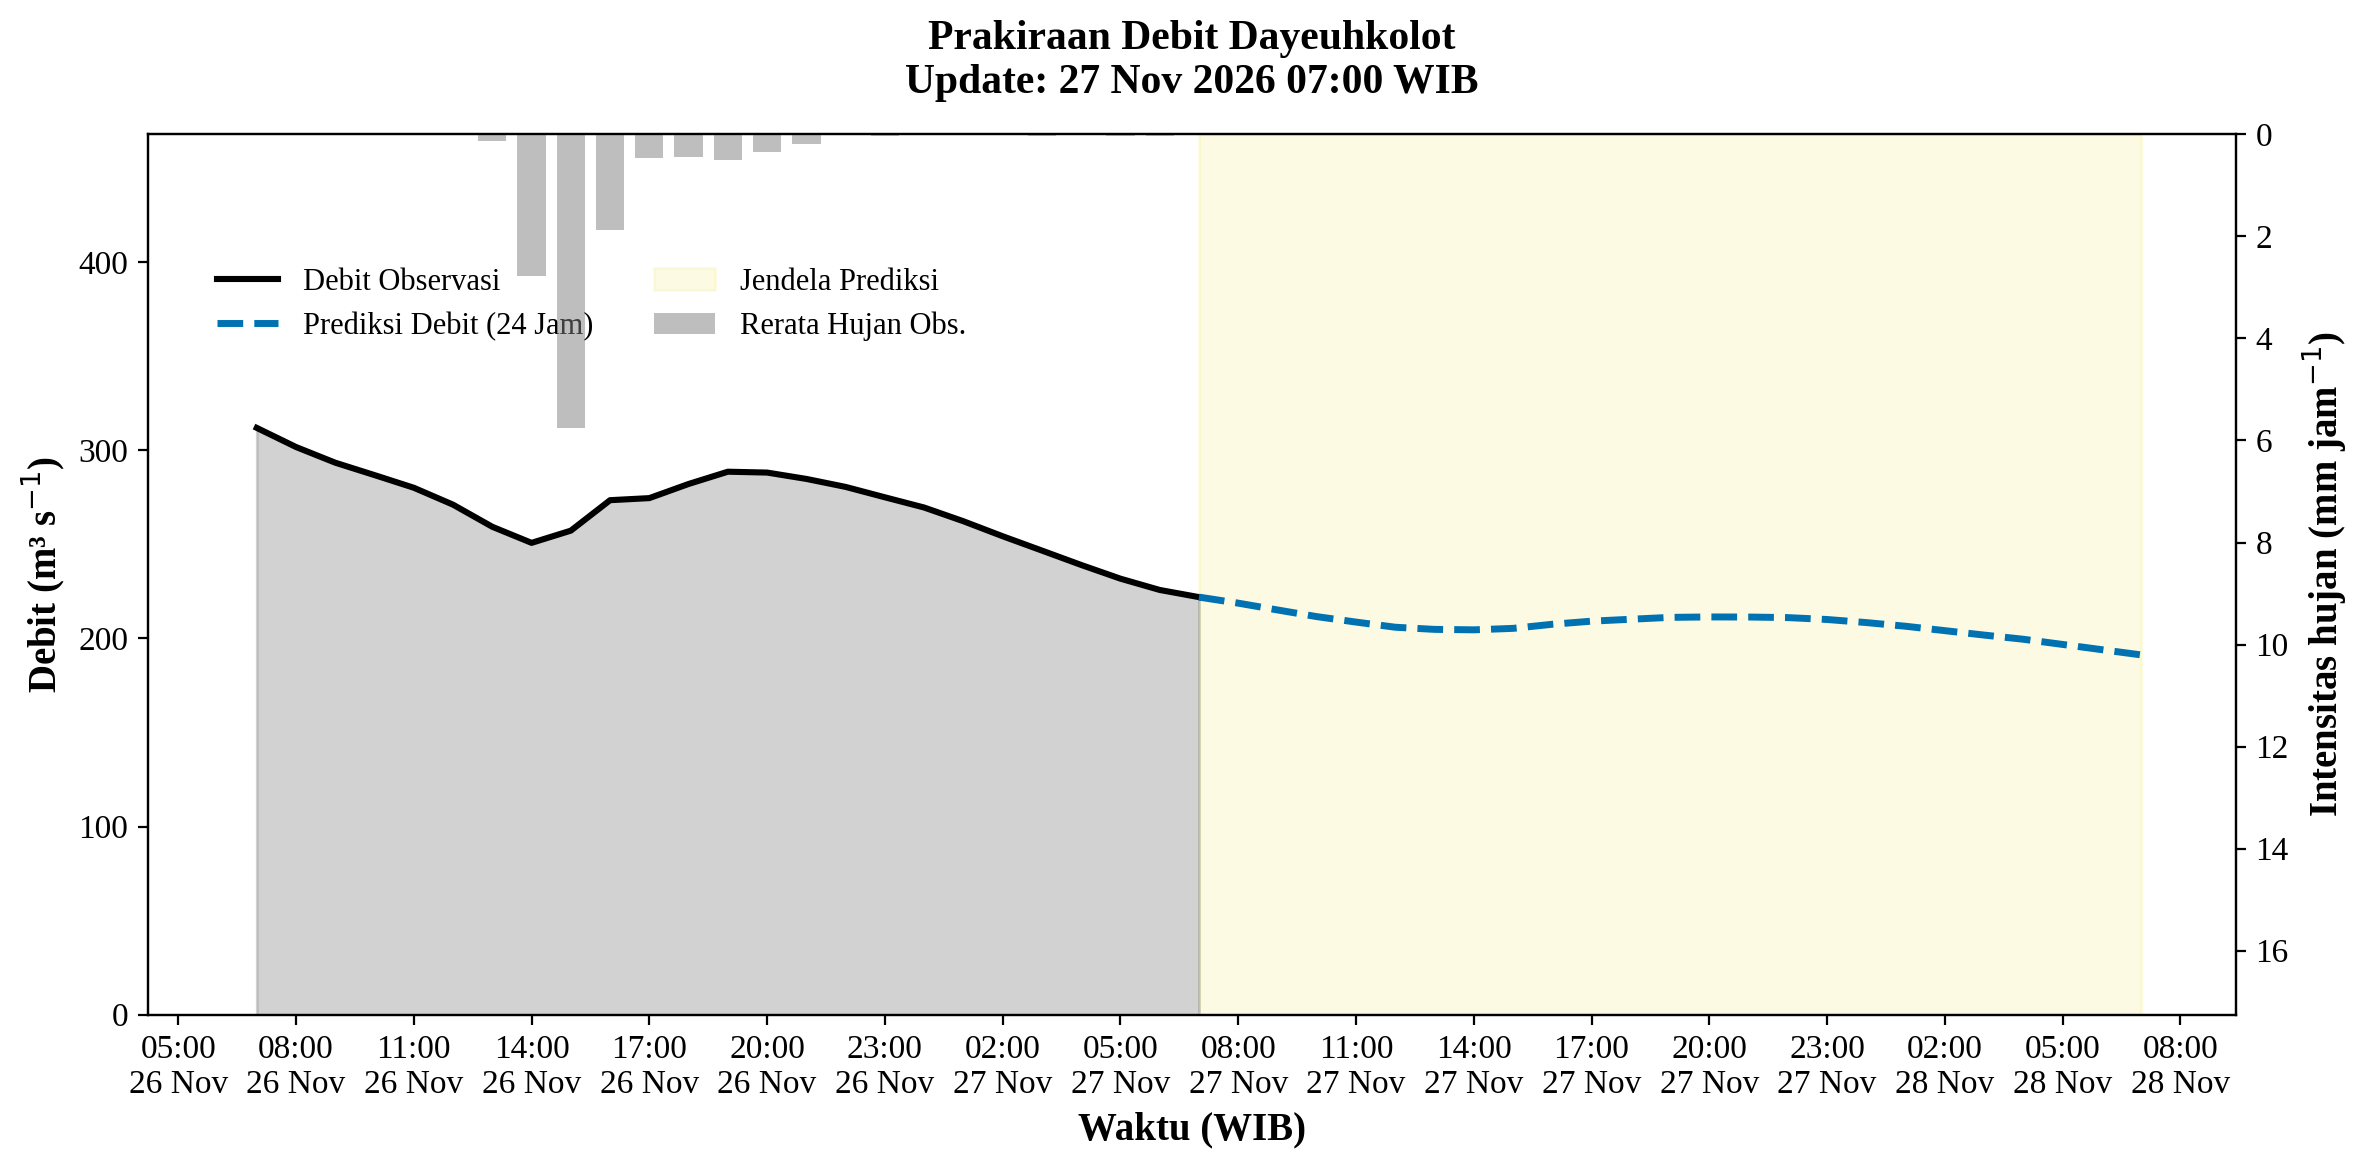 Prakiraan Debit Dayeuhkolot
Update: 27 Nov 2026 07:00 WIB
Debit Observasi
Prediksi Debit (24 Jam)
Jendela Prediksi
Rerata Hujan Obs.
Debit (m³ s⁻¹)
400
300
200
100
0
0
2
4
6
8
10
12
14
16
Intensitas hujan (mm jam⁻¹)
05:00 08:00 11:00 14:00 17:00 20:00 23:00 02:00 05:00 08:00 11:00 14:00 17:00 20:00 23:00 02:00 05:00 08:00
26 Nov 26 Nov 26 Nov 26 Nov 26 Nov 26 Nov 26 Nov 27 Nov 27 Nov 27 Nov 27 Nov 27 Nov 27 Nov 27 Nov 27 Nov 28 Nov 28 Nov 28 Nov
Waktu (WIB)